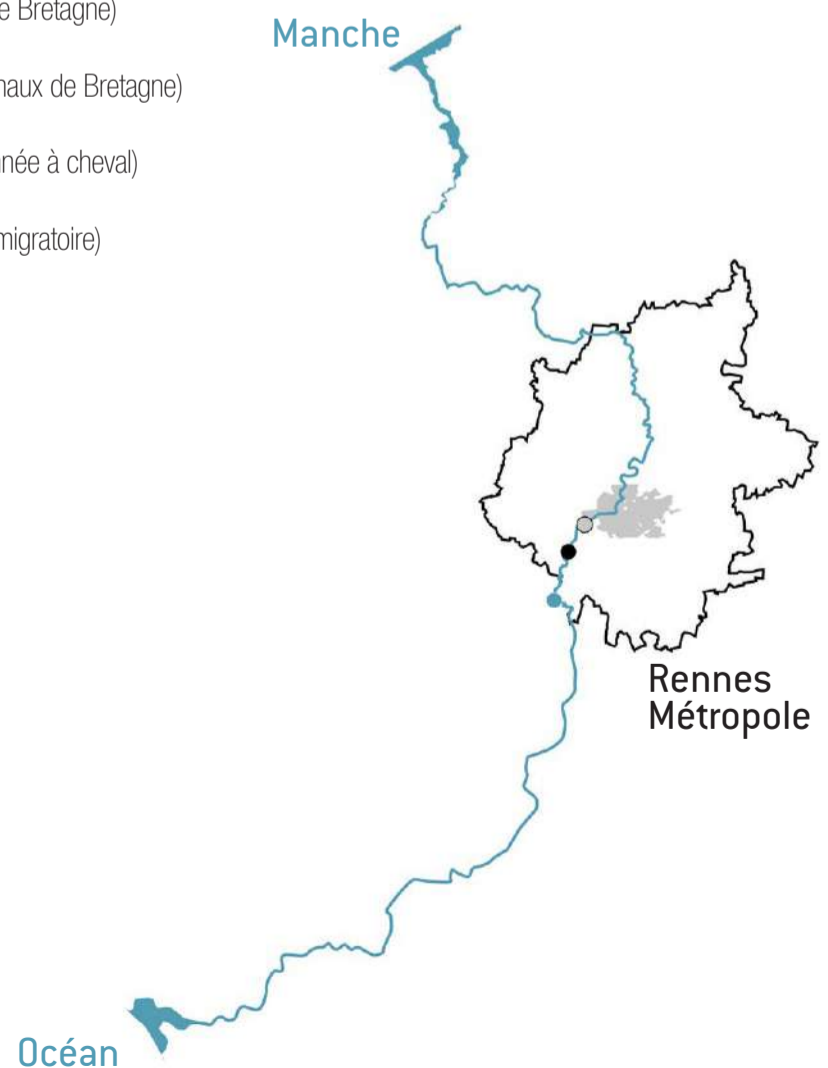 e Bretagne)
Manche
naux de Bretagne)
née à cheval)
migratoire)
Rennes
Métropole
Océan